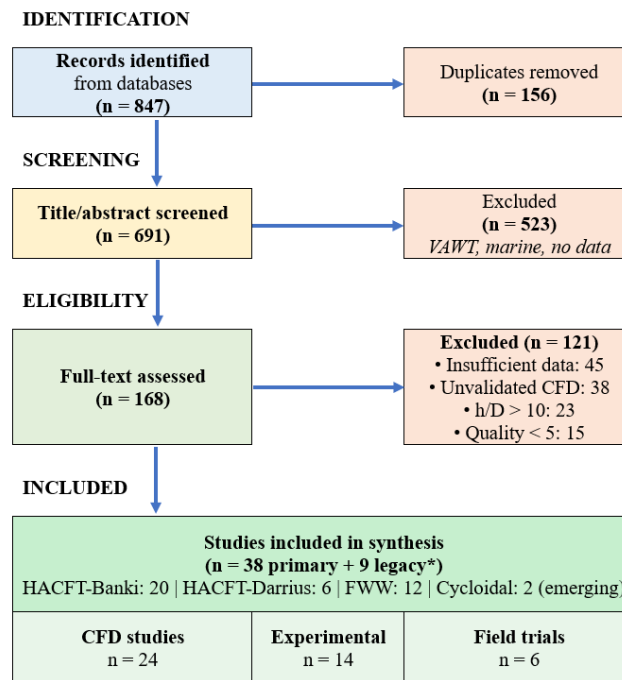 IDENTIFICATION
Records identified
from databases
(n = 847)
Duplicates removed
(n = 156)
SCREENING
Title/abstract screened
(n = 691)
Excluded
(n = 523)
VAWT, marine, no data
ELIGIBILITY
Full-text assessed
(n = 168)
Excluded (n = 121)
• Insufficient data: 45
• Unvalidated CFD: 38
• h/D > 10: 23
• Quality < 5: 15
INCLUDED
Studies included in synthesis
(n = 38 primary + 9 legacy*)
HACFT-Banki: 20 | HACFT-Darrius: 6 | FWW: 12 | Cycloidal: 2 (emerging)
CFD studies
n = 24
Experimental
n = 14
Field trials
n = 6